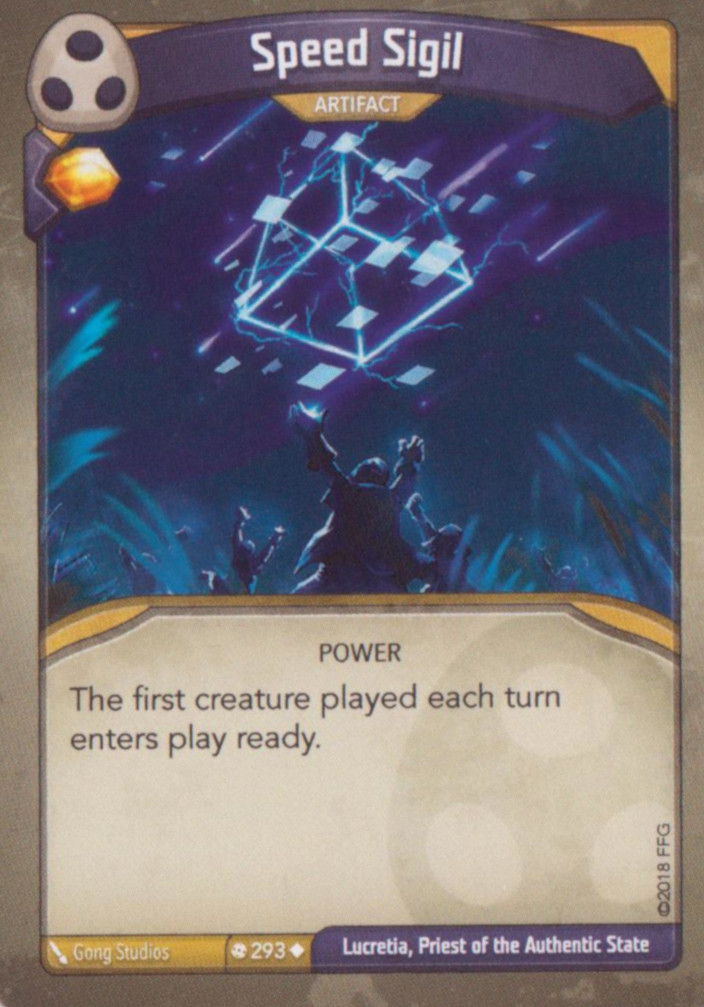 Speed Sigil
ARTIFACT
POWER
The first creature played each turn
enters play ready.
©2018 FFG
Gong Studios
293
Lucretia, Priest of the Authentic State